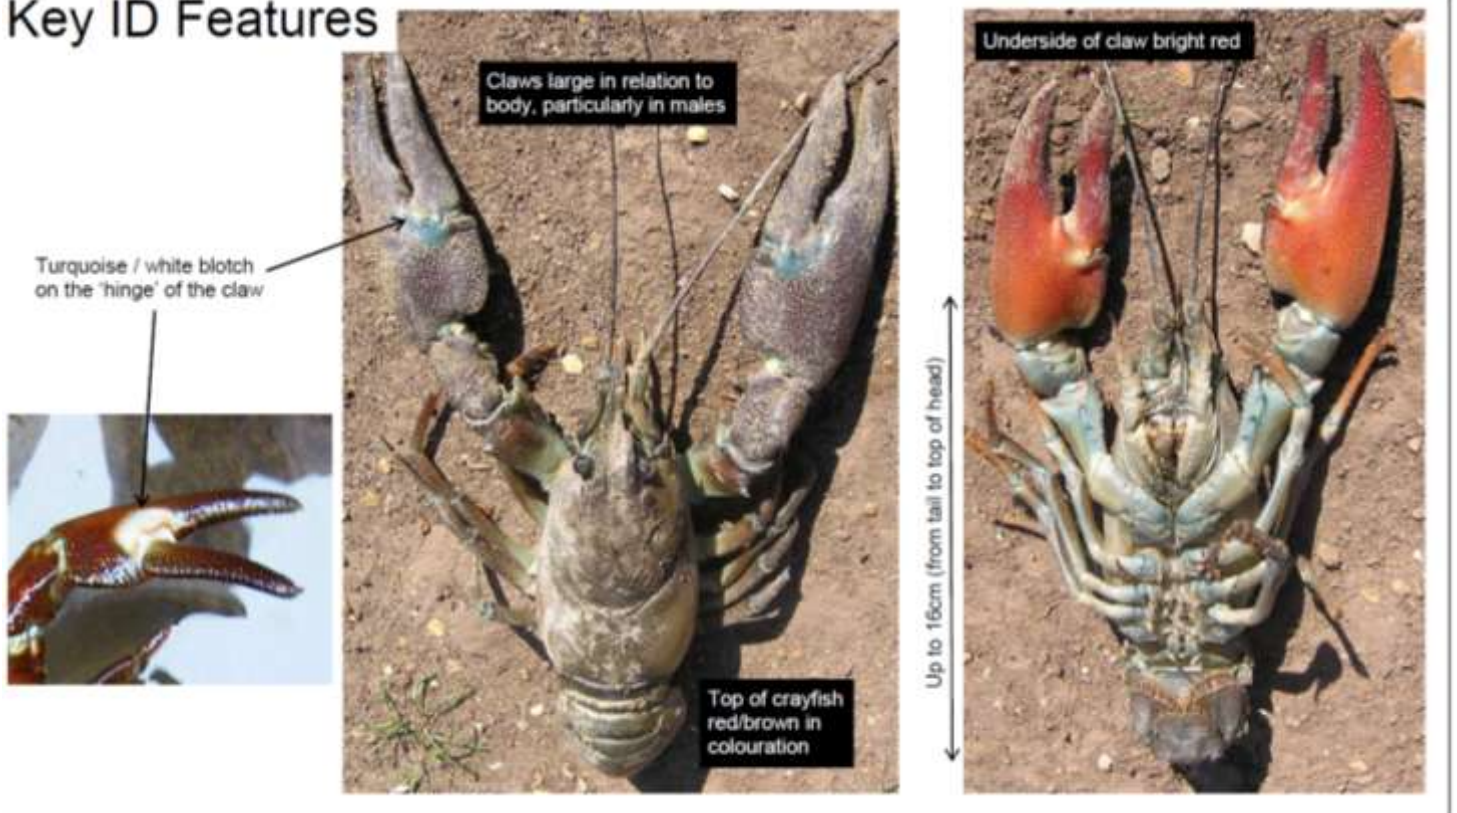 Key ID Features
Claws large in relation to
body, particularly in males
Underside of claw bright red
Turquoise / white blotch
on the 'hinge' of the claw
Up to 16cm (from tail to top of head)
Top of crayfish
red/brown in
colouration